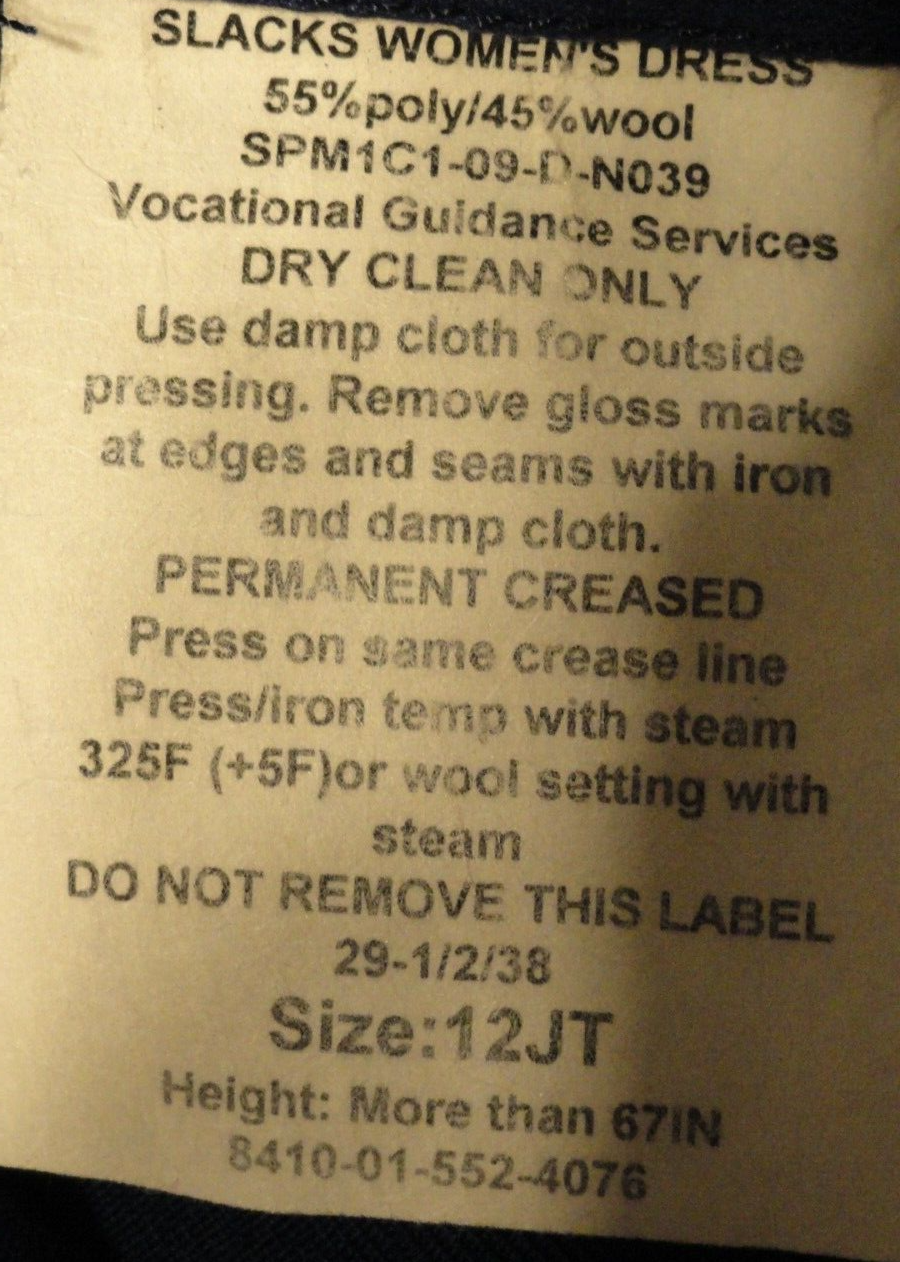 SLACKS WOMEN'S DRESS
55%poly/45%wool
SPM1C1-09-D-N039
Vocational Guidance Services
DRY CLEAN ONLY
Use damp cloth for outside
pressing. Remove gloss marks
at edges and seams with iron
and damp cloth.
PERMANENT CREASED
Press on same crease line
Press/iron temp with steam
325F (+5F)or wool setting with
steam
DO NOT REMOVE THIS LABEL
29-1/2/38
Size:12JT
Height: More than 67IN
8410-01-552-4076